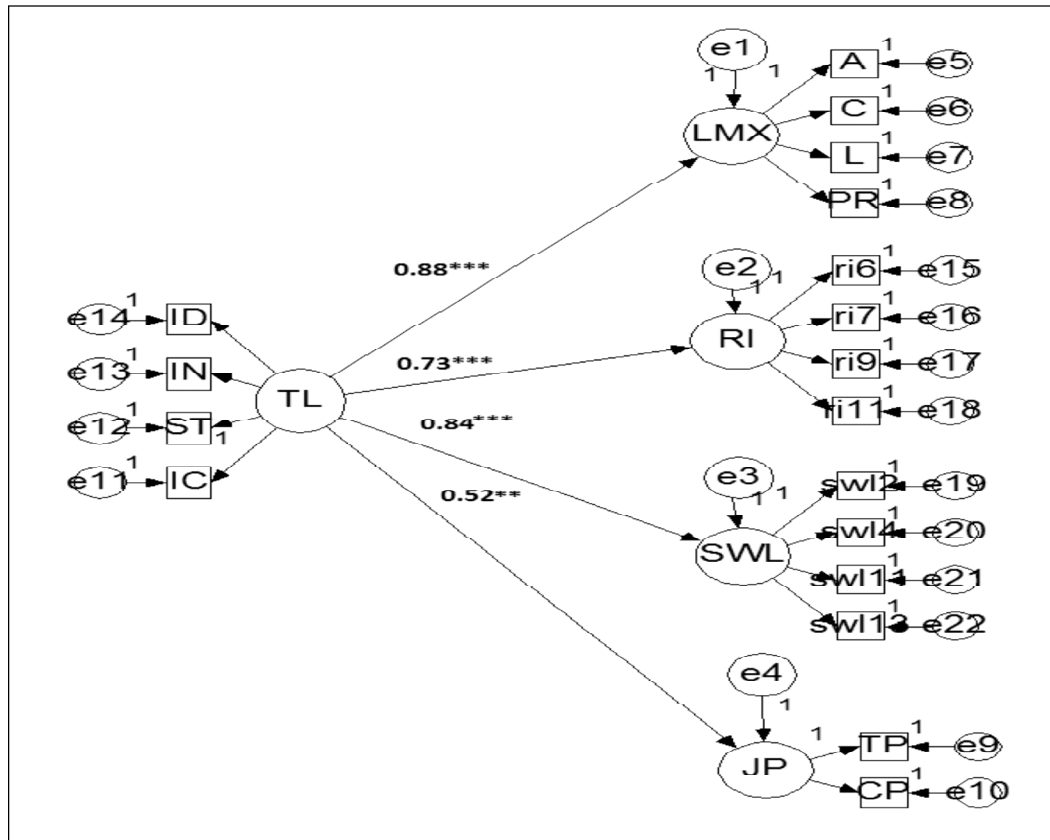 e1
1
1
LMX
A
1
e5
C
1
e6
L
1
e7
PR
1
e8
0.88***
e2
1
1
RI
ri6
1
e15
ri7
1
e16
ri9
1
e17
ri11
1
e18
e14
1
ID
e13
1
IN
e12
1
ST
1
e11
1
IC
TL
0.73***
0.84***
0.52**
e3
1
1
SWL
swl2
1
e19
swl4
1
e20
swl11
1
e21
swl13
1
e22
e4
1
JP
1
TP
1
e9
CP
1
e10